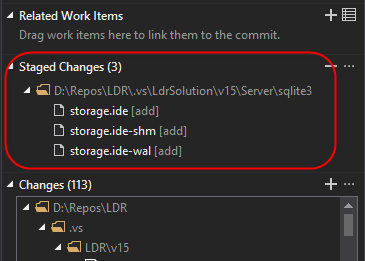 Related Work Items
Drag work items here to link them to the commit.
Staged Changes (3)
D:\Repos\LDR\.vs\LdrSolution\v15\Server\sqlite3
storage.ide [add]
storage.ide-shm [add]
storage.ide-wal [add]
Changes (113)
D:\Repos\LDR
.vs
LDR\v15